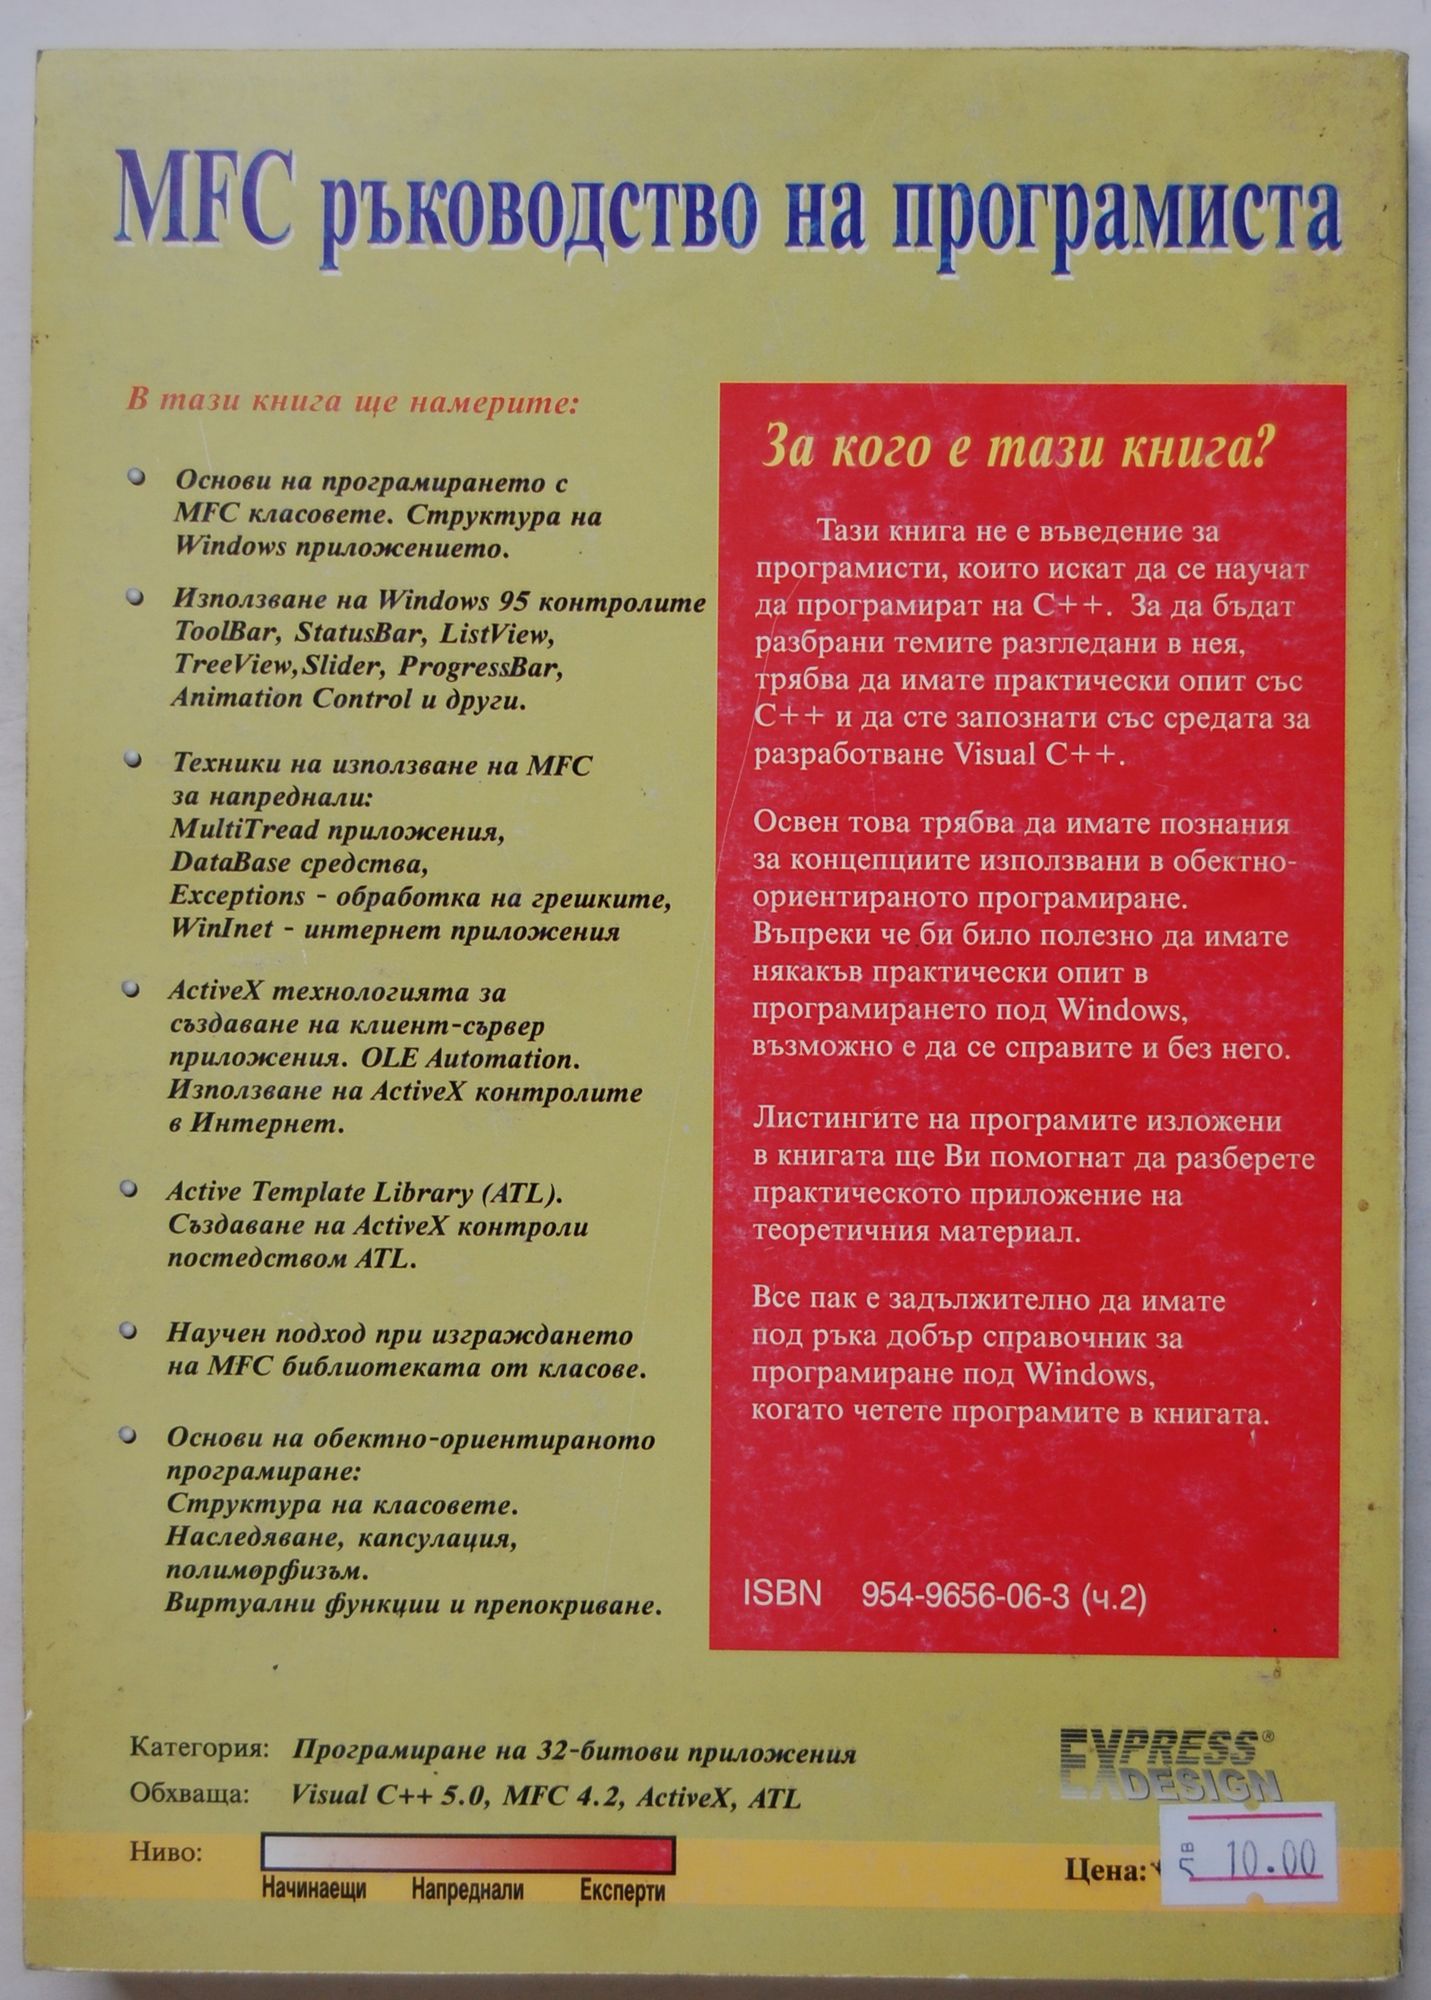 MFC ръководство на програмиста
В тази книга ще намерите:
Основи на програмирането с
MFC класовете. Структура на
Windows приложението.
Използване на Windows 95 контролите
ToolBar, StatusBar, ListView,
TreeView, Slider, ProgressBar,
Animation Control и други.
Техники на използване на MFC
за напреднали:
MultiTread приложения,
DataBase средства,
Exceptions - обработка на грешките,
WinInet - интернет приложения
ActiveX технологията за
създаване на клиент-сървер
приложения. OLE Automation.
Използване на ActiveX контролите
в Интернет.
Active Template Library (ATL).
Създаване на ActiveX контроли
постедством ATL.
Научен подход при изграждането
на MFC библиотеката от класове.
Основи на обектно-ориентираното
програмиране:
Структура на класовете.
Наследяване, капсулация,
полиморфизъм.
Виртуални функции и препокриване.
За кого е тази книга?
Тази книга не е въведение за
програмисти, които искат да се научат
да програмират на C++. За да бъдат
разбрани темите разгледани в нея,
трябва да имате практически опит със
C++ и да сте запознати със средата за
разработване Visual C++.
Освен това трябва да имате познания
за концепциите използвани в обектно-
ориентираното програмиране.
Въпреки че би било полезно да имате
някакъв практически опит в
програмирането под Windows,
възможно е да се справите и без него.
Листингите на програмите изложени
в книгата ще Ви помогнат да разберете
практическото приложение на
теоретичния материал.
Все пак е задължително да имате
под ръка добър справочник за
програмиране под Windows,
когато четете програмите в книгата.
ISBN 954-9656-06-3 (ч.2)
Категория: Програмиране на 32-битови приложения
Обхваща: Visual C++ 5.0, MFC 4.2, ActiveX, ATL
Ниво:
Начинаещи Напреднали Експерти
EXPRESS®
DESIGN
Цена:
лв 10.00